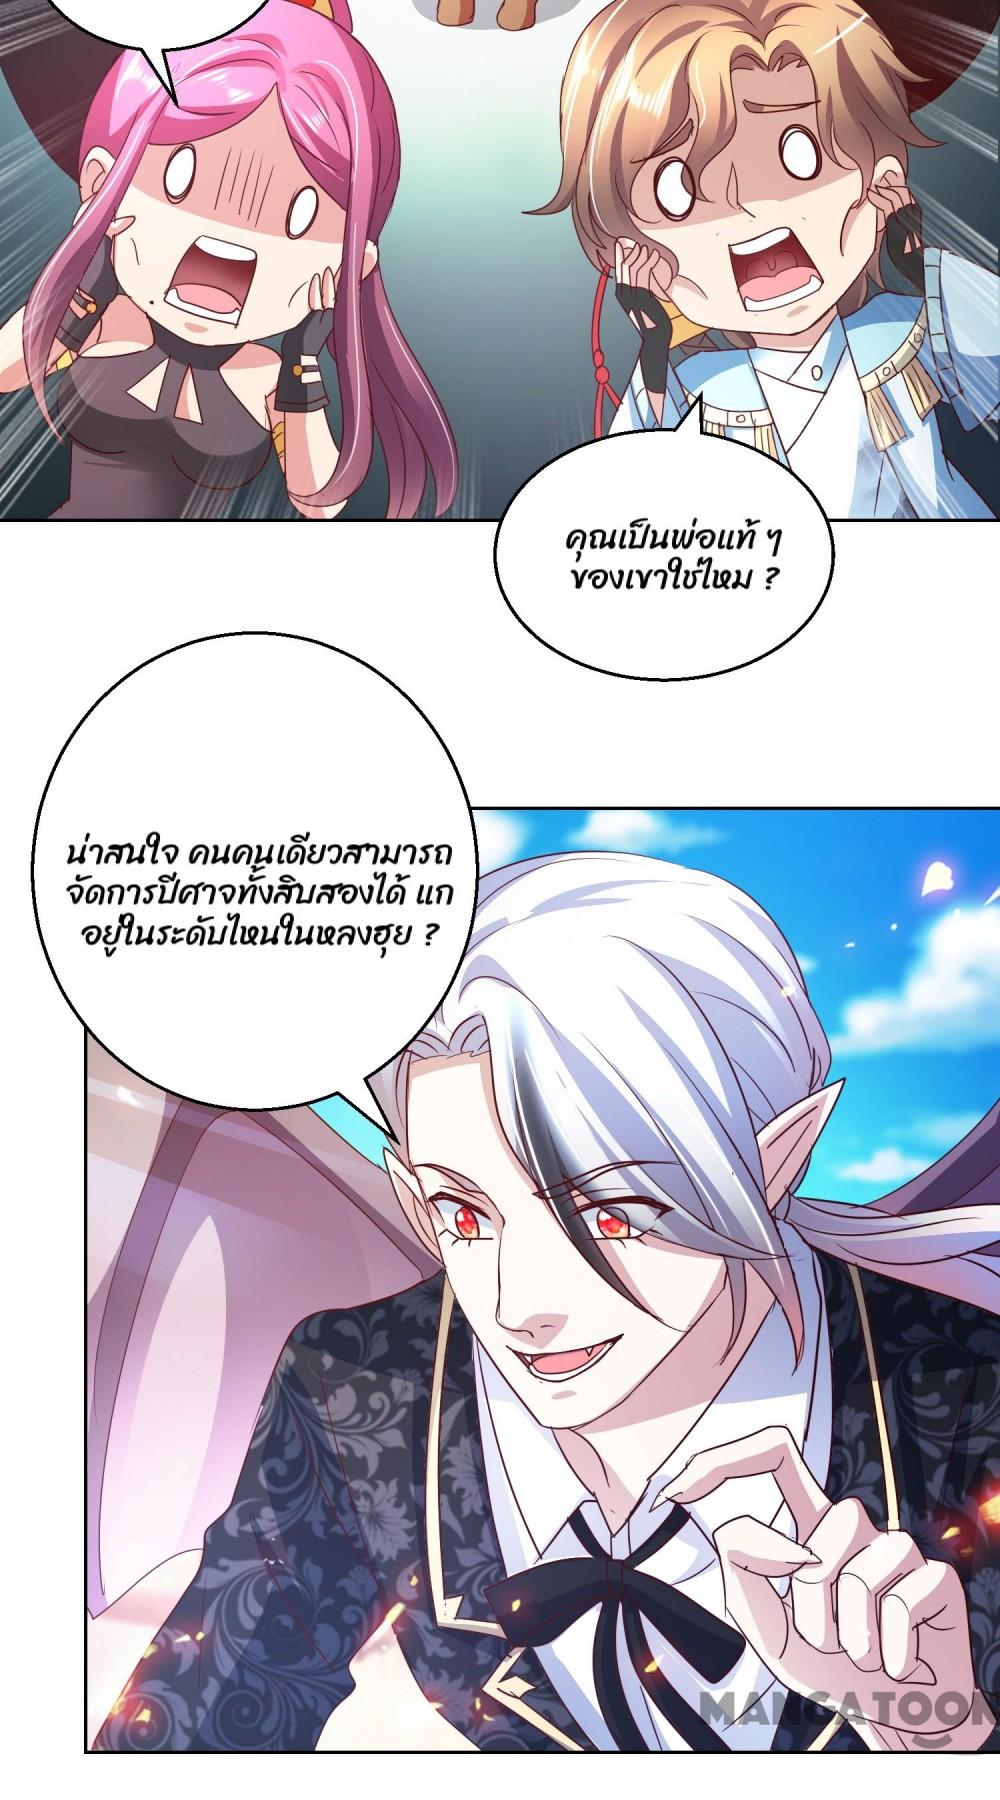 คุณเป็นพ่อแท้ ๆ
ของเขาใช่ไหม ?
น่าสนใจ คนคนเดียวสามารถ
จัดการปีศาจทั้งสิบสองได้ แก
อยู่ในระดับไหนในหลงฮุย ?
MANGATOON